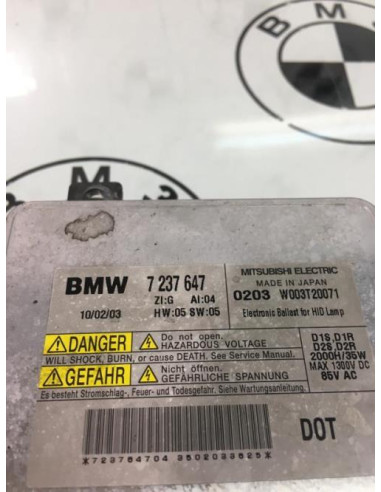 B M W
B M
BMW 7 237 647
ZI:G AI:04
10/02/03 HW:05 SW:05
MITSUBISHI ELECTRIC
MADE IN JAPAN
0203 W003T20071
Electronic Ballast for HID Lamp
DANGER Do not open.
HAZARDOUS VOLTAGE
WILL SHOCK, BURN, or cause DEATH. See Service Manual.
GEFAHR Nicht öffnen.
GEFÄHRLICHE SPANNUNG
Es besteht Stromschlag-, Feuer- und Todesgefahr. Siehe Wartungsanleitung.
D1S, D1R
D2S, D2R
2000H/35W
MAX 1300V DC
85V AC
DOT
*723764704 3502033625*